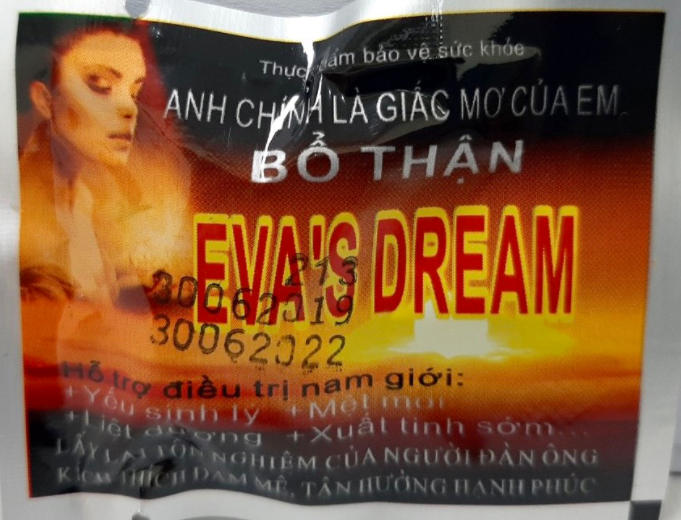 Thực phẩm bảo vệ sức khỏe
ANH CHÍNH LÀ GIẤC MƠ CỦA EM
BỔ THẬN
EVA'S DREAM
213
30062019
30062022
Hỗ trợ điều trị nam giới:
+Yếu sinh lý +Mệt mỏi
+Liệt dương +Xuất tinh sớm...
LẤY LẠI NGHIÊM CỦA NGƯỜI ĐÀN ÔNG
KÍCH THÍCH ĐAM MÊ, TẬN HƯỞNG HẠNH PHÚC